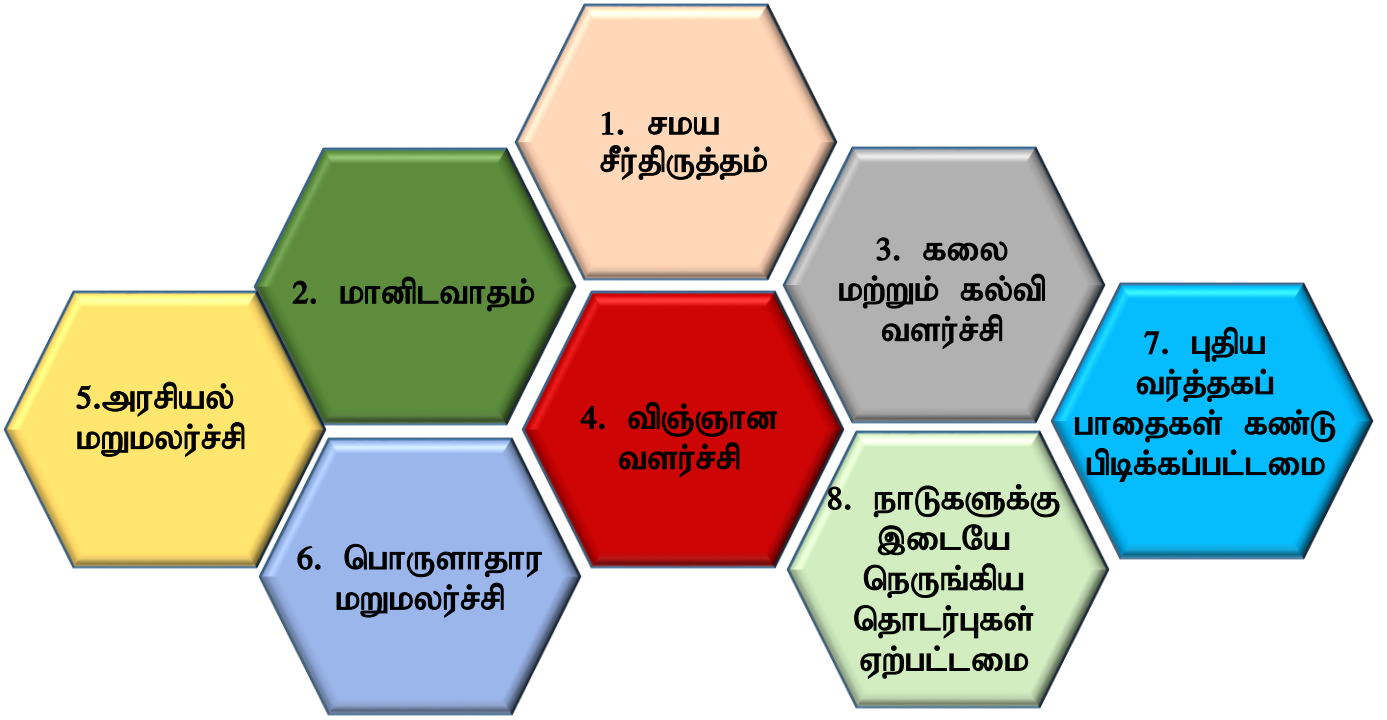 1. சமய
சீர்திருத்தம்
2. மானிடவாதம்
3. கலை
மற்றும் கல்வி
வளர்ச்சி
4. விஞ்ஞான
வளர்ச்சி
5.அரசியல்
மறுமலர்ச்சி
6. பொருளாதார
மறுமலர்ச்சி
7. புதிய
வர்த்தகப்
பாதைகள் கண்டு
பிடிக்கப்பட்டமை
8. நாடுகளுக்கு
இடையே
நெருங்கிய
தொடர்புகள்
ஏற்பட்டமை